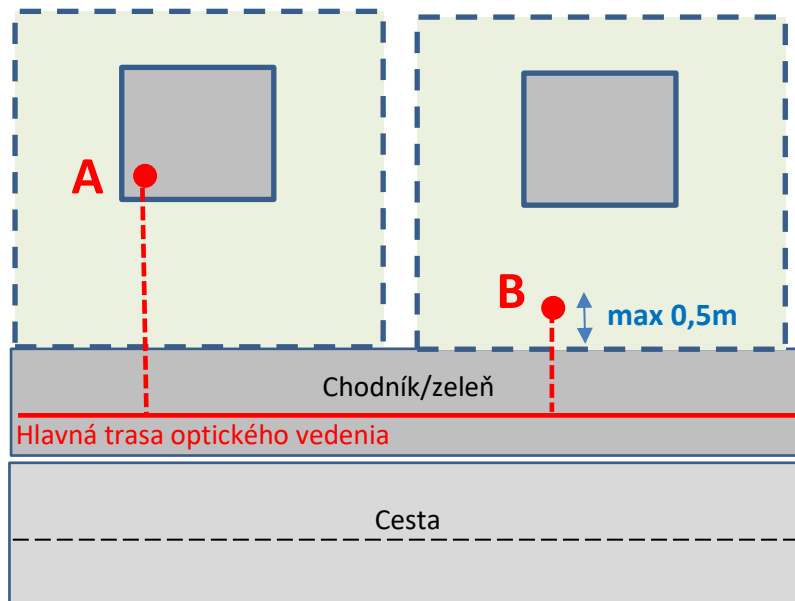 A
B
max 0,5m
Chodník/zeleň
Hlavná trasa optického vedenia
Cesta